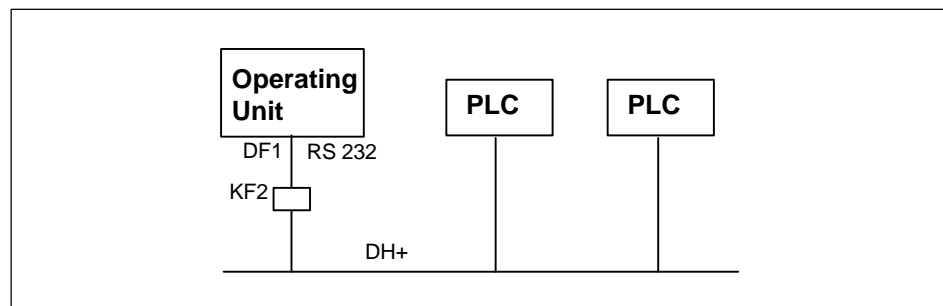 Operating
Unit
PLC
PLC
DF1
RS 232
KF2
DH+